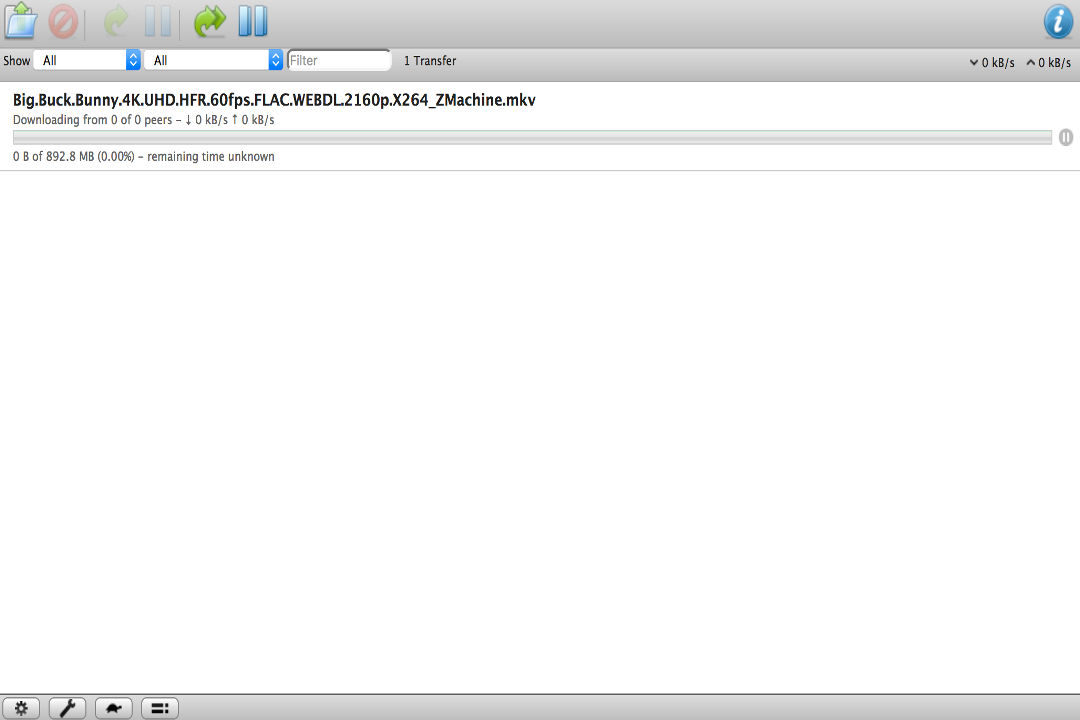 Show All All Filter 1 Transfer 0 kB/s 0 kB/s
Big.Buck.Bunny.4K.UHD.HFR.60fps.FLAC.WEBDL.2160p.X264_ZMachine.mkv
Downloading from 0 of 0 peers – ↓ 0 kB/s ↑ 0 kB/s
0 B of 892.8 MB (0.00%) – remaining time unknown